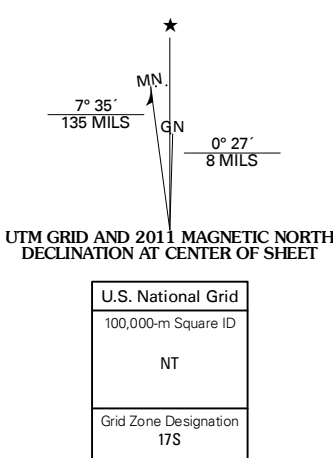 ★
MN
7° 35´
135 MILS
GN
0° 27´
8 MILS
UTM GRID AND 2011 MAGNETIC NORTH
DECLINATION AT CENTER OF SHEET
U.S. National Grid
100,000-m Square ID
NT
Grid Zone Designation
17S